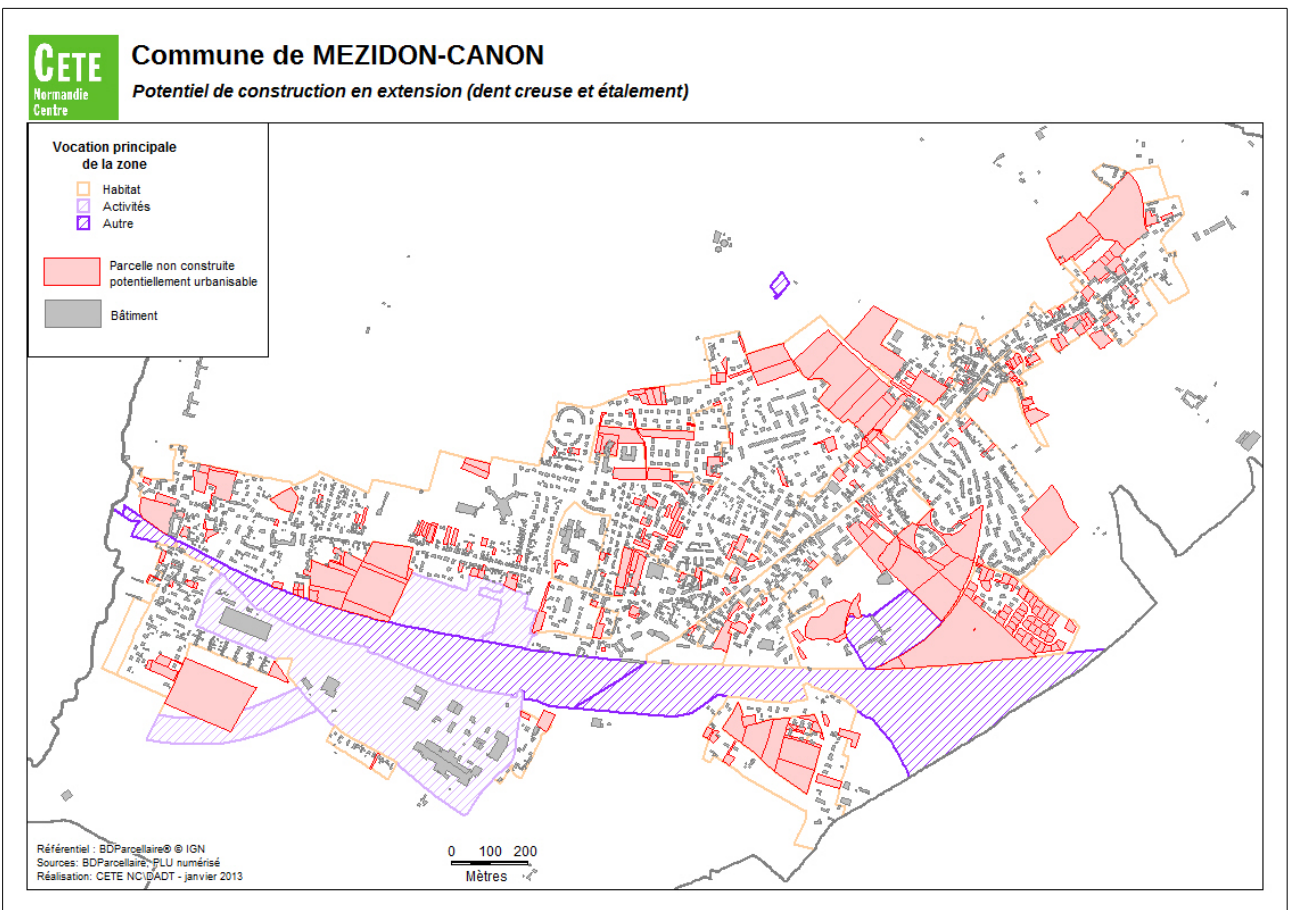 CETE
Normandie
Centre
Commune de MEZIDON-CANON
Potentiel de construction en extension (dent creuse et étalement)
Vocation principale
de la zone
Habitat
Activités
Autre
Parcelle non construite
potentiellement urbanisable
Bâtiment
Référentiel : BDParcellaire® © IGN
Sources: BDParcellaire, PLU numérisé
Réalisation: CETE NC\DADT - janvier 2013
0 100 200
Mètres